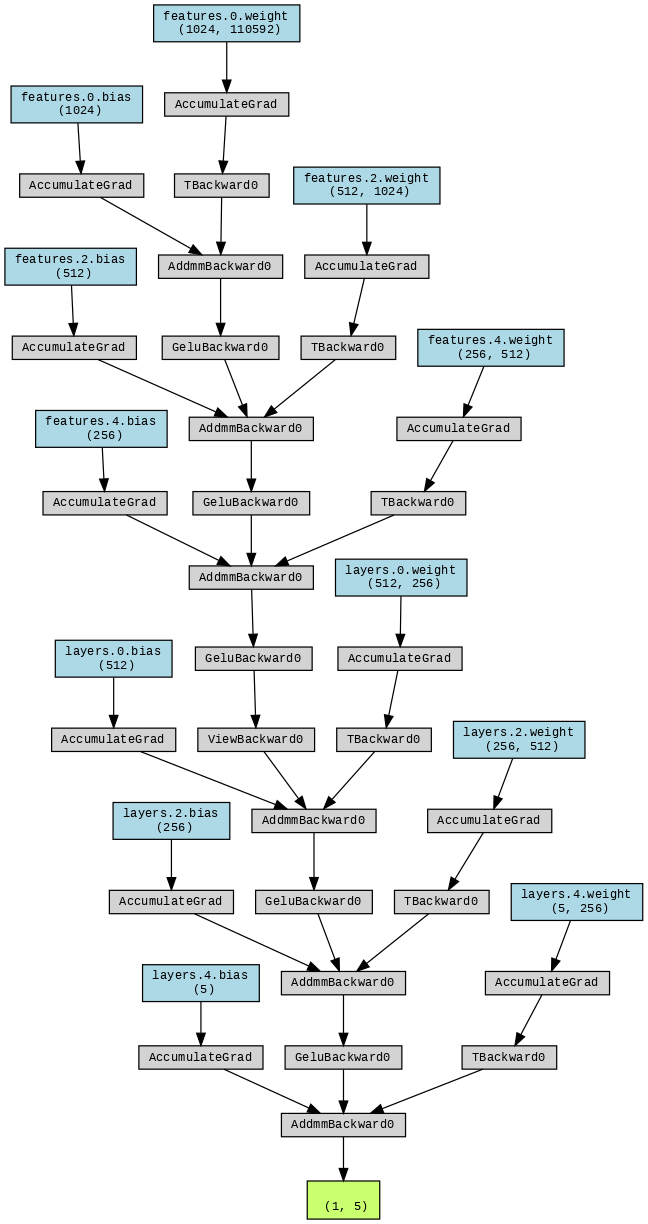 features.0.weight
(1024, 110592)
features.0.bias
(1024)
AccumulateGrad
AccumulateGrad
TBackward0
features.2.weight
(512, 1024)
features.2.bias
(512)
AddmmBackward0
AccumulateGrad
AccumulateGrad
GeluBackward0
TBackward0
features.4.weight
(256, 512)
features.4.bias
(256)
AddmmBackward0
AccumulateGrad
AccumulateGrad
GeluBackward0
TBackward0
AddmmBackward0
layers.0.weight
(512, 256)
layers.0.bias
(512)
GeluBackward0
AccumulateGrad
AccumulateGrad
ViewBackward0
TBackward0
layers.2.weight
(256, 512)
layers.2.bias
(256)
AddmmBackward0
AccumulateGrad
AccumulateGrad
GeluBackward0
TBackward0
layers.4.weight
(5, 256)
layers.4.bias
(5)
AddmmBackward0
AccumulateGrad
AccumulateGrad
GeluBackward0
TBackward0
AddmmBackward0
(1, 5)